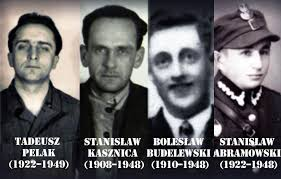 TADEUSZ
PELAK
(1922-1949)
STANISŁAW
KASZNICA
(1908-1948)
BOLESŁAW
BUDELEWSKI
(1910-1948)
STANISŁAW
ABRAMOWSKI
(1922-1948)